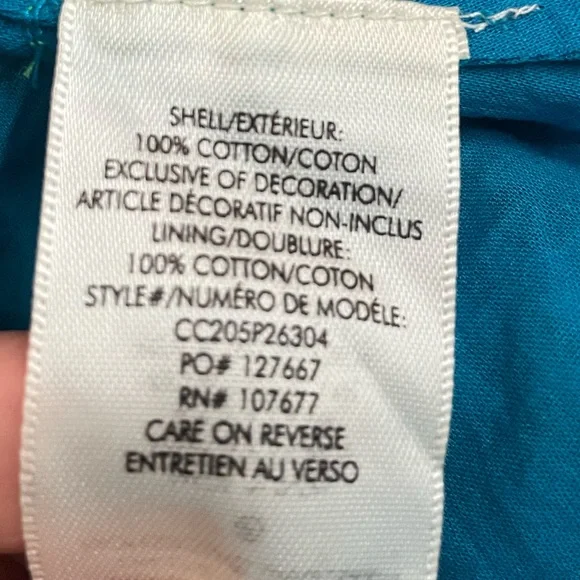 SHELL/EXTÉRIEUR:
100% COTTON/COTON
EXCLUSIVE OF DECORATION/
ARTICLE DÉCORATIF NON-INCLUS
LINING/DOUBLURE:
100% COTTON/COTON
STYLE#/NUMÉRO DE MODÉLE:
CC205P26304
PO# 127667
RN# 107677
CARE ON REVERSE
ENTRETIEN AU VERSO